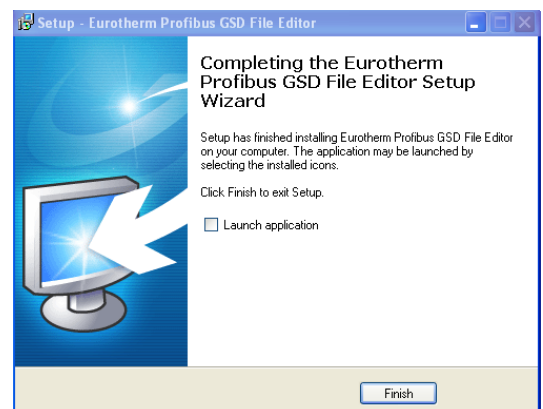 Setup - Eurotherm Profibus GSD File Editor
Completing the Eurotherm
Profibus GSD File Editor Setup
Wizard
Setup has finished installing Eurotherm Profibus GSD File Editor
on your computer. The application may be launched by
selecting the installed icons.
Click Finish to exit Setup.
Launch application
Finish